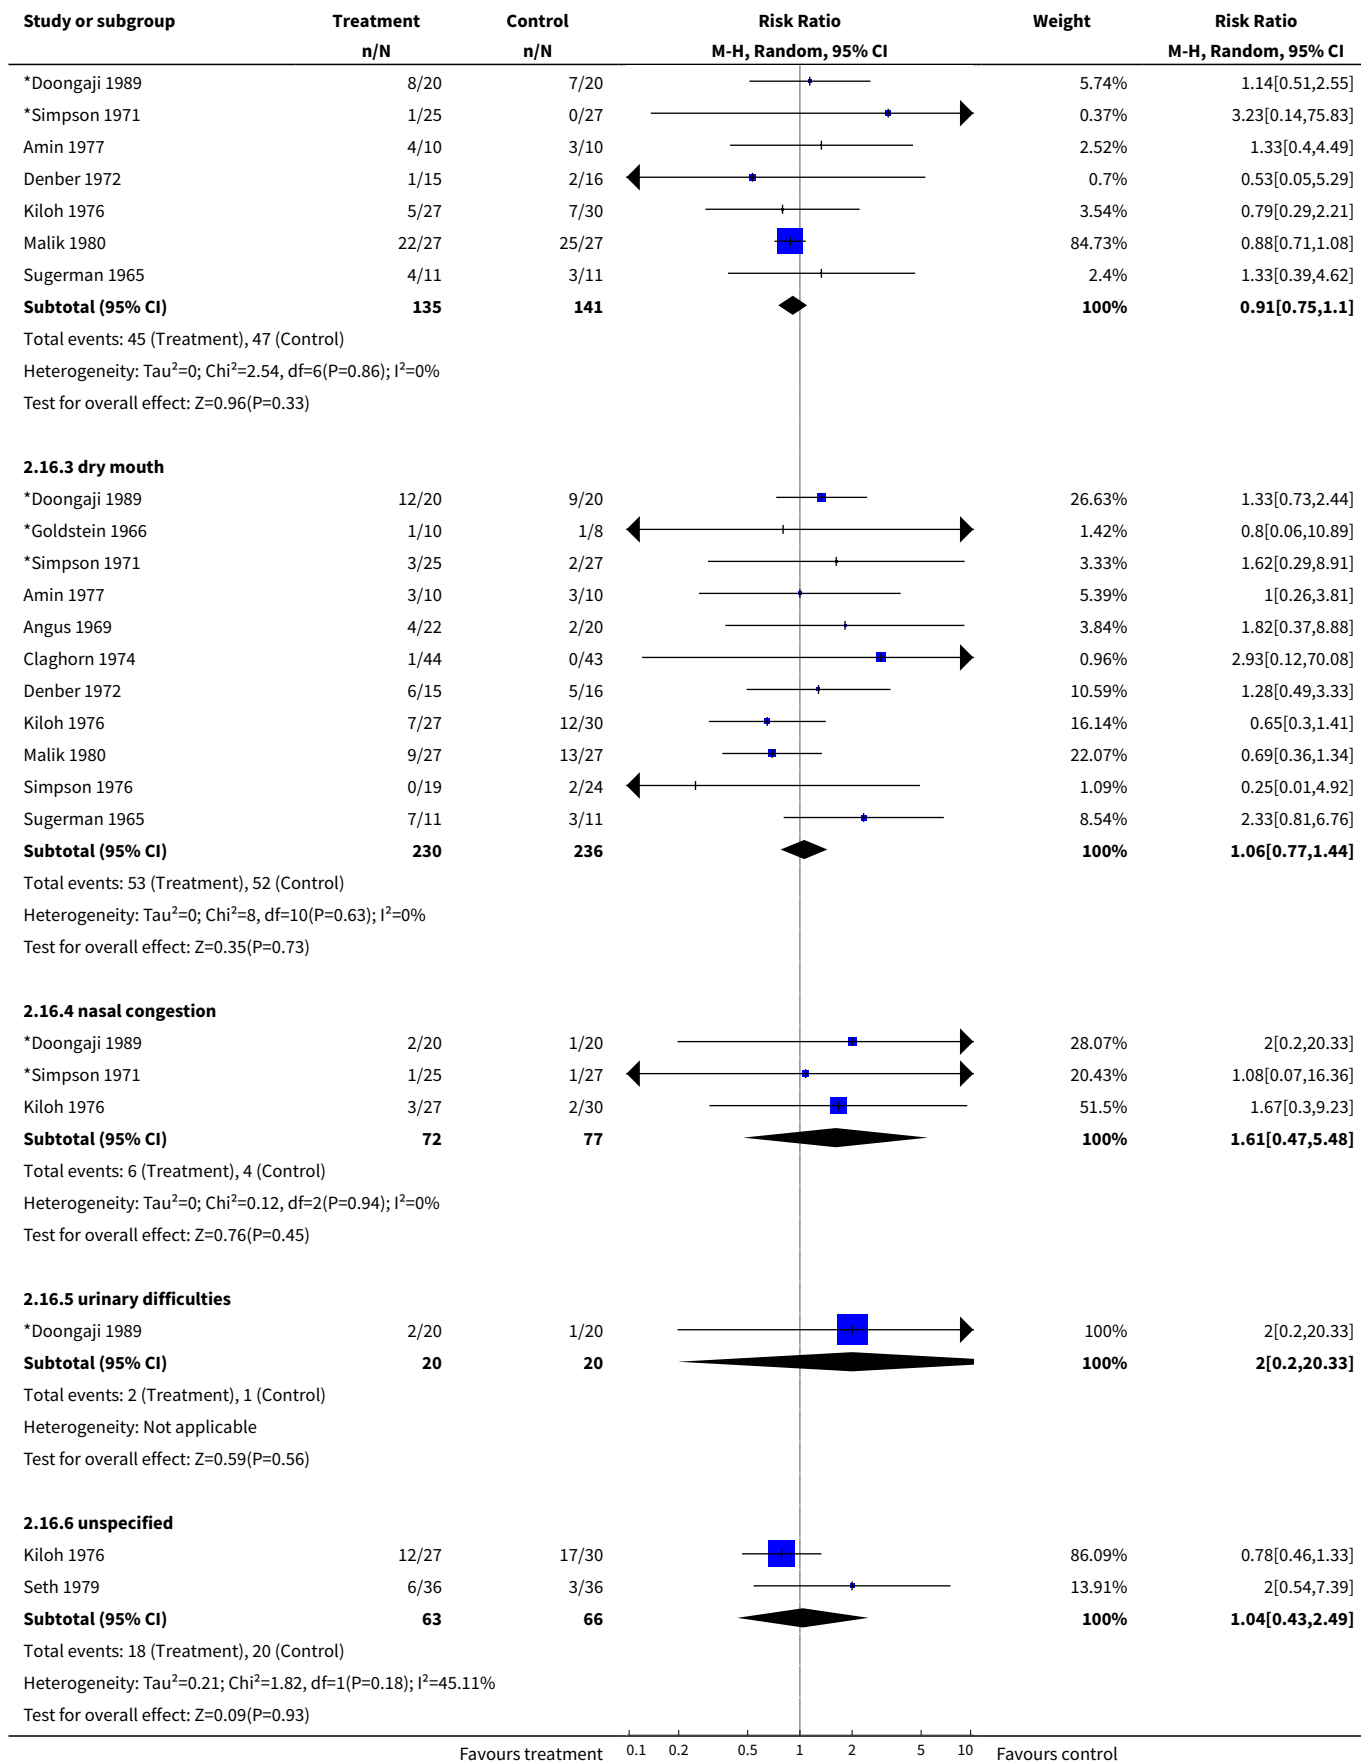 Study or subgroup Treatment Control Risk Ratio Weight Risk Ratio
n/N n/N M-H, Random, 95% CI M-H, Random, 95% CI
*Doongaji 1989 8/20 7/20 5.74% 1.14[0.51,2.55]
*Simpson 1971 1/25 0/27 0.37% 3.23[0.14,75.83]
Amin 1977 4/10 3/10 2.52% 1.33[0.4,4.49]
Denber 1972 1/15 2/16 0.7% 0.53[0.05,5.29]
Kiloh 1976 5/27 7/30 3.54% 0.79[0.29,2.21]
Malik 1980 22/27 25/27 84.73% 0.88[0.71,1.08]
Sugerman 1965 4/11 3/11 2.4% 1.33[0.39,4.62]
Subtotal (95% CI) 135 141 100% 0.91[0.75,1.1]
Total events: 45 (Treatment), 47 (Control)
Heterogeneity: Tau²=0; Chi²=2.54, df=6(P=0.86); I²=0%
Test for overall effect: Z=0.96(P=0.33)
2.16.3 dry mouth
*Doongaji 1989 12/20 9/20 26.63% 1.33[0.73,2.44]
*Goldstein 1966 1/10 1/8 1.42% 0.8[0.06,10.89]
*Simpson 1971 3/25 2/27 3.33% 1.62[0.29,8.91]
Amin 1977 3/10 3/10 5.39% 1[0.26,3.81]
Angus 1969 4/22 2/20 3.84% 1.82[0.37,8.88]
Claghorn 1974 1/44 0/43 0.96% 2.93[0.12,70.08]
Denber 1972 6/15 5/16 10.59% 1.28[0.49,3.33]
Kiloh 1976 7/27 12/30 16.14% 0.65[0.3,1.41]
Malik 1980 9/27 13/27 22.07% 0.69[0.36,1.34]
Simpson 1976 0/19 2/24 1.09% 0.25[0.01,4.92]
Sugerman 1965 7/11 3/11 8.54% 2.33[0.81,6.76]
Subtotal (95% CI) 230 236 100% 1.06[0.77,1.44]
Total events: 53 (Treatment), 52 (Control)
Heterogeneity: Tau²=0; Chi²=8, df=10(P=0.63); I²=0%
Test for overall effect: Z=0.35(P=0.73)
2.16.4 nasal congestion
*Doongaji 1989 2/20 1/20 28.07% 2[0.2,20.33]
*Simpson 1971 1/25 1/27 20.43% 1.08[0.07,16.36]
Kiloh 1976 3/27 2/30 51.5% 1.67[0.3,9.23]
Subtotal (95% CI) 72 77 100% 1.61[0.47,5.48]
Total events: 6 (Treatment), 4 (Control)
Heterogeneity: Tau²=0; Chi²=0.12, df=2(P=0.94); I²=0%
Test for overall effect: Z=0.76(P=0.45)
2.16.5 urinary difficulties
*Doongaji 1989 2/20 1/20 100% 2[0.2,20.33]
Subtotal (95% CI) 20 20 100% 2[0.2,20.33]
Total events: 2 (Treatment), 1 (Control)
Heterogeneity: Not applicable
Test for overall effect: Z=0.59(P=0.56)
2.16.6 unspecified
Kiloh 1976 12/27 17/30 86.09% 0.78[0.46,1.33]
Seth 1979 6/36 3/36 13.91% 2[0.54,7.39]
Subtotal (95% CI) 63 66 100% 1.04[0.43,2.49]
Total events: 18 (Treatment), 20 (Control)
Heterogeneity: Tau²=0.21; Chi²=1.82, df=1(P=0.18); I²=45.11%
Test for overall effect: Z=0.09(P=0.93)
Favours treatment 0.1 0.2 0.5 1 2 5 10 Favours control